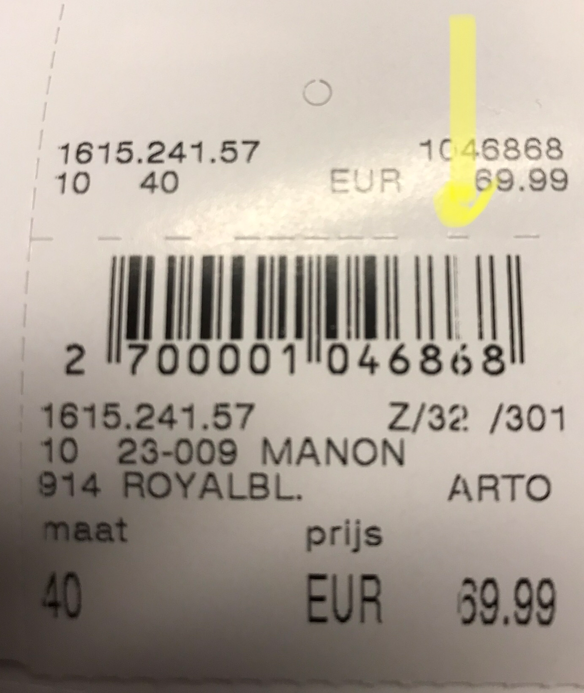 1615.241.57 1046868
10 40 EUR 69.99
2 700001 046868
1615.241.57 Z/32 /301
10 23-009 MANON
914 ROYALBL. ARTO
maat prijs
40 EUR 69.99